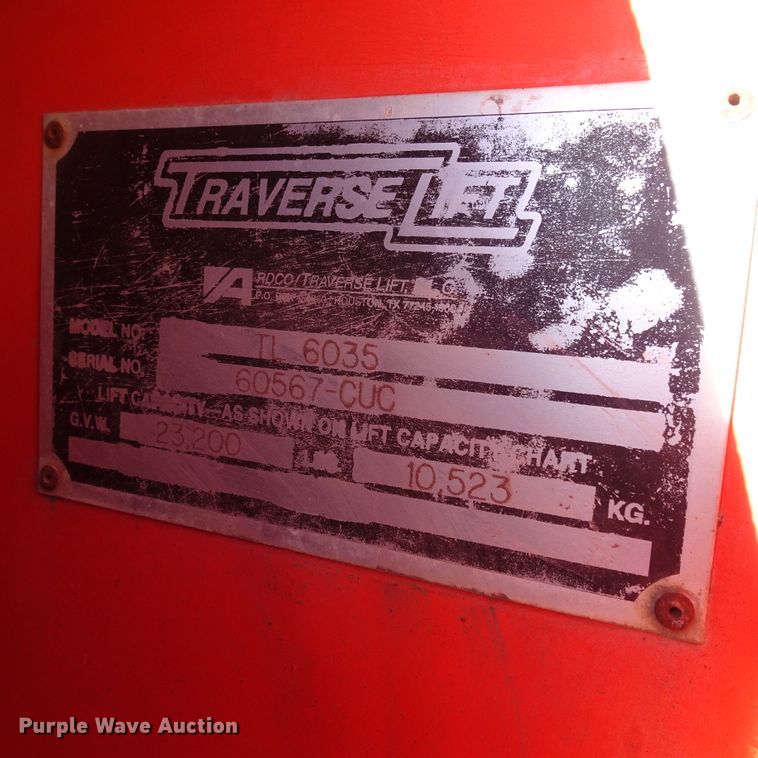 TRAVERSE LIFT
RDCO/TRAVERSE LIFT
HOUSTON, TX
MODEL NO. TL 6035
SERIAL NO. 60567-CUC
LIFT CAPACITY—AS SHOWN ON LIFT CAPACITY CHART
G.V.W. 23,200 LBS. 10,523 KG.
Purple Wave Auction